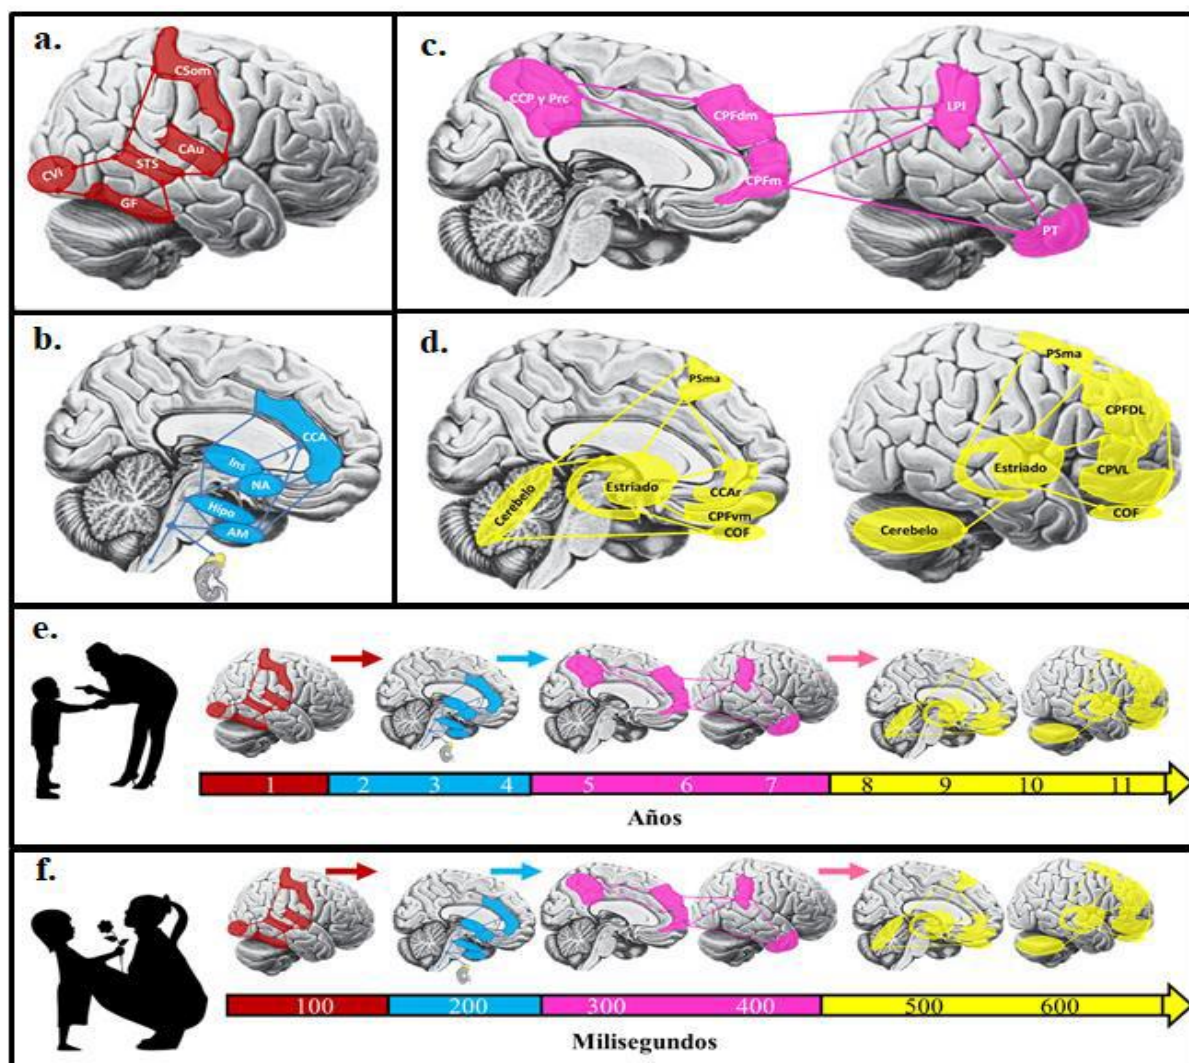 a.
CSom
CAu
STS
CVi
GF
c.
CCP y Prc
CPFdm
CPFm
LPI
PT
b.
CCA
Ins
NA
Hipo
AM
d.
PSma
Estriado
Cerebelo
CCAr
CPFvm
COF
PSma
CPFDL
Estriado
CPVL
COF
Cerebelo
e.
1 2 3 4 5 6 7 8 9 10 11
Años
f.
100 200 300 400 500 600
Milisegundos